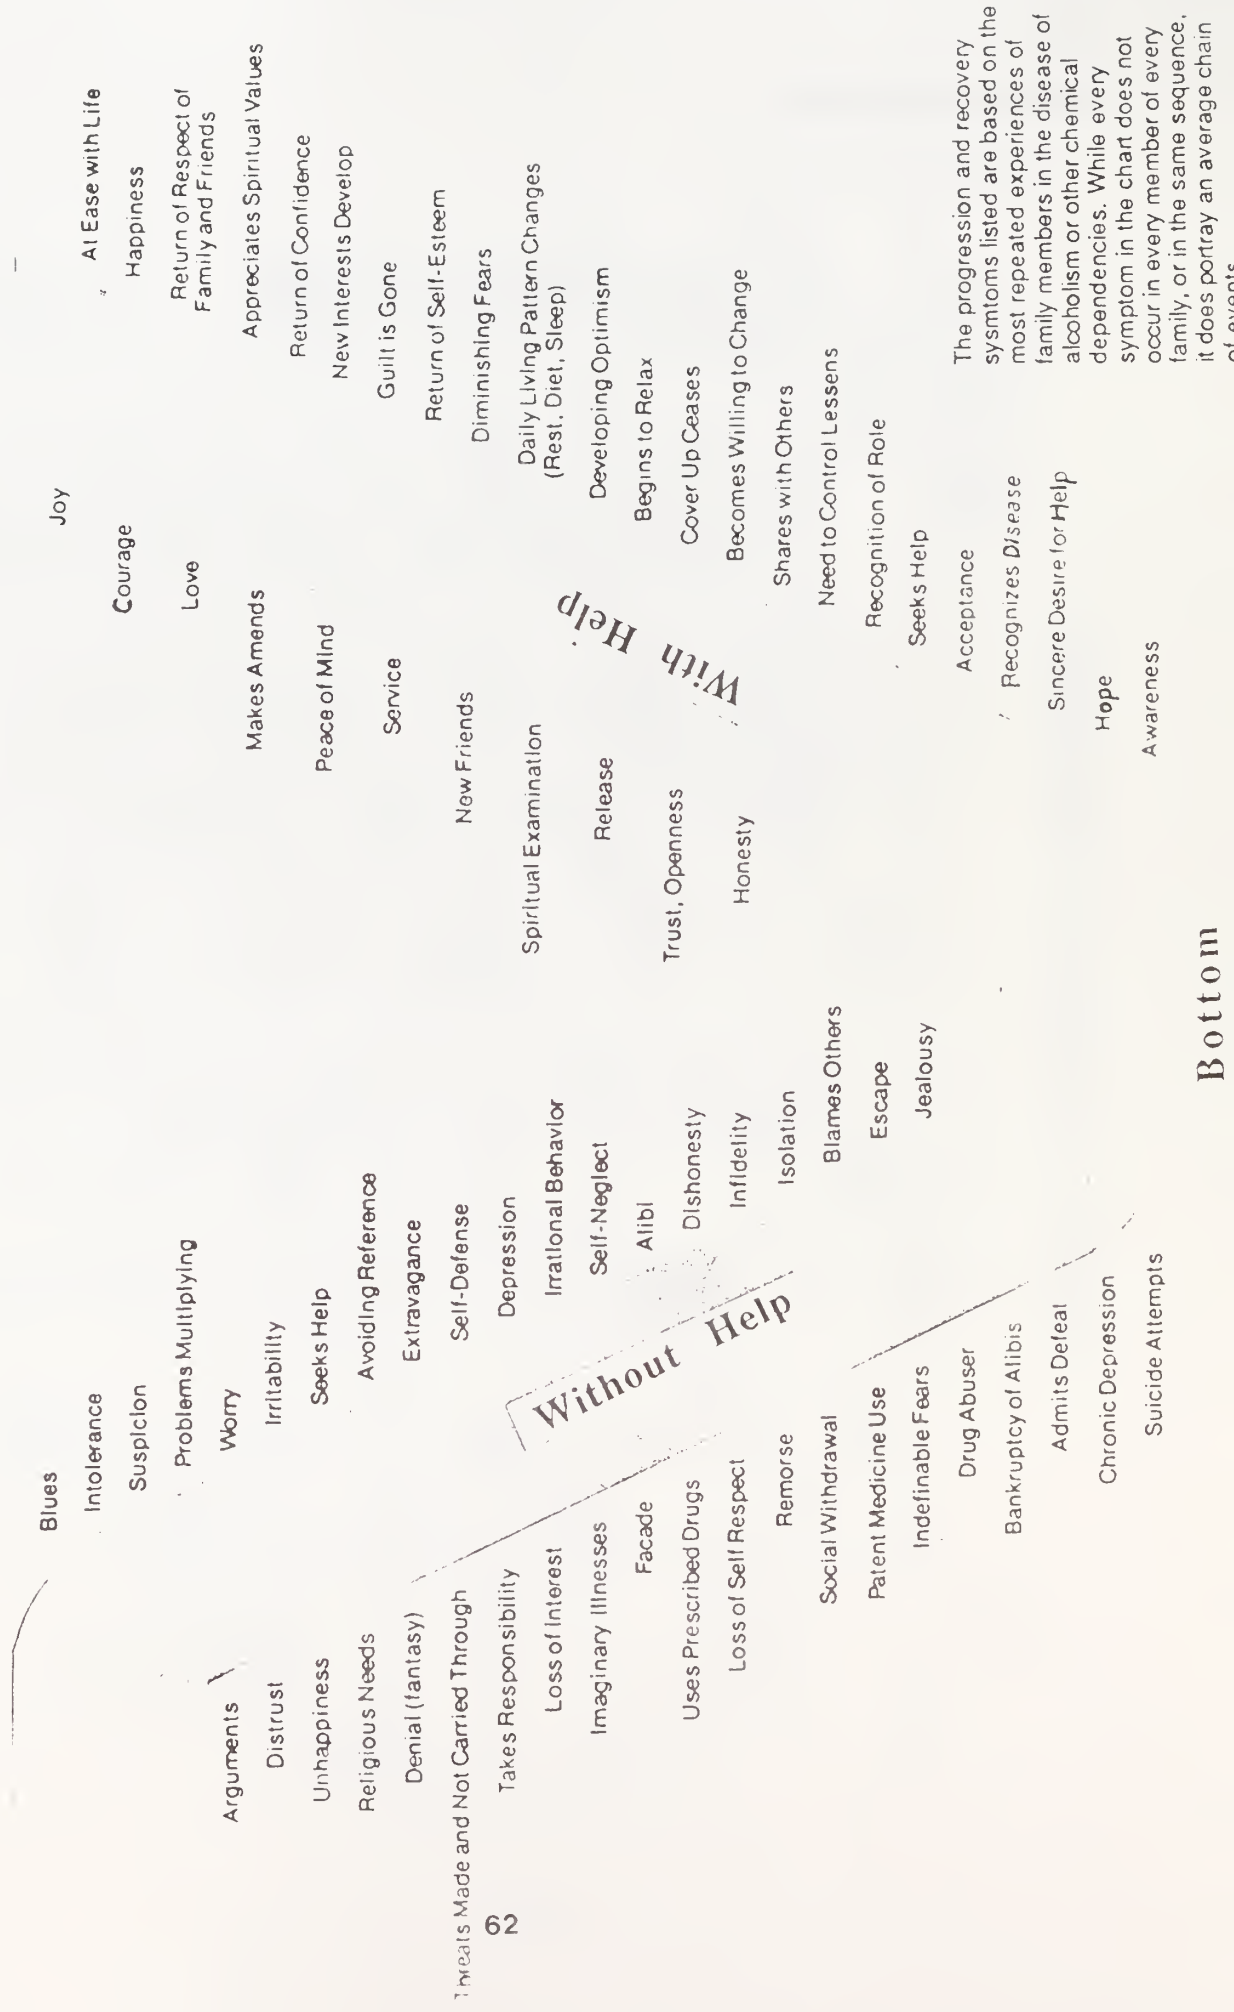 Blues
Intolerance
Suspicion
Problems Multiplying
Worry
Irritability
Seeks Help
Avoiding Reference
Extravagance
Self-Defense
Depression
Irrational Behavior
Self-Neglect
Alibi
Dishonesty
Infidelity
Isolation
Blames Others
Escape
Jealousy
Arguments
Distrust
Unhappiness
Religious Needs
Denial (fantasy)
Threats Made and Not Carried Through
Takes Responsibility
Loss of Interest
Imaginary Illnesses
Facade
Uses Prescribed Drugs
Loss of Self Respect
Remorse
Social Withdrawal
Patent Medicine Use
Indefinable Fears
Drug Abuser
Bankruptcy of Alibis
Admits Defeat
Chronic Depression
Suicide Attempts
Without Help
Bottom
With Help
Joy
Courage
Love
Makes Amends
Peace of Mind
Service
New Friends
Spiritual Examination
Release
Trust, Openness
Honesty
At Ease with Life
Happiness
Return of Respect of
Family and Friends
Appreciates Spiritual Values
Return of Confidence
New Interests Develop
Guilt is Gone
Return of Self-Esteem
Diminishing Fears
Daily Living Pattern Changes
(Rest, Diet, Sleep)
Developing Optimism
Begins to Relax
Cover Up Ceases
Becomes Willing to Change
Shares with Others
Need to Control Lessens
Recognition of Role
Seeks Help
Acceptance
Recognizes Disease
Sincere Desire for Help
Hope
Awareness
The progression and recovery
sysmtoms listed are based on the
most repeated experiences of
family members in the disease of
alcoholism or other chemical
dependencies. While every
symptom in the chart does not
occur in every member of every
family, or in the same sequence,
it does portray an average chain
of events
62